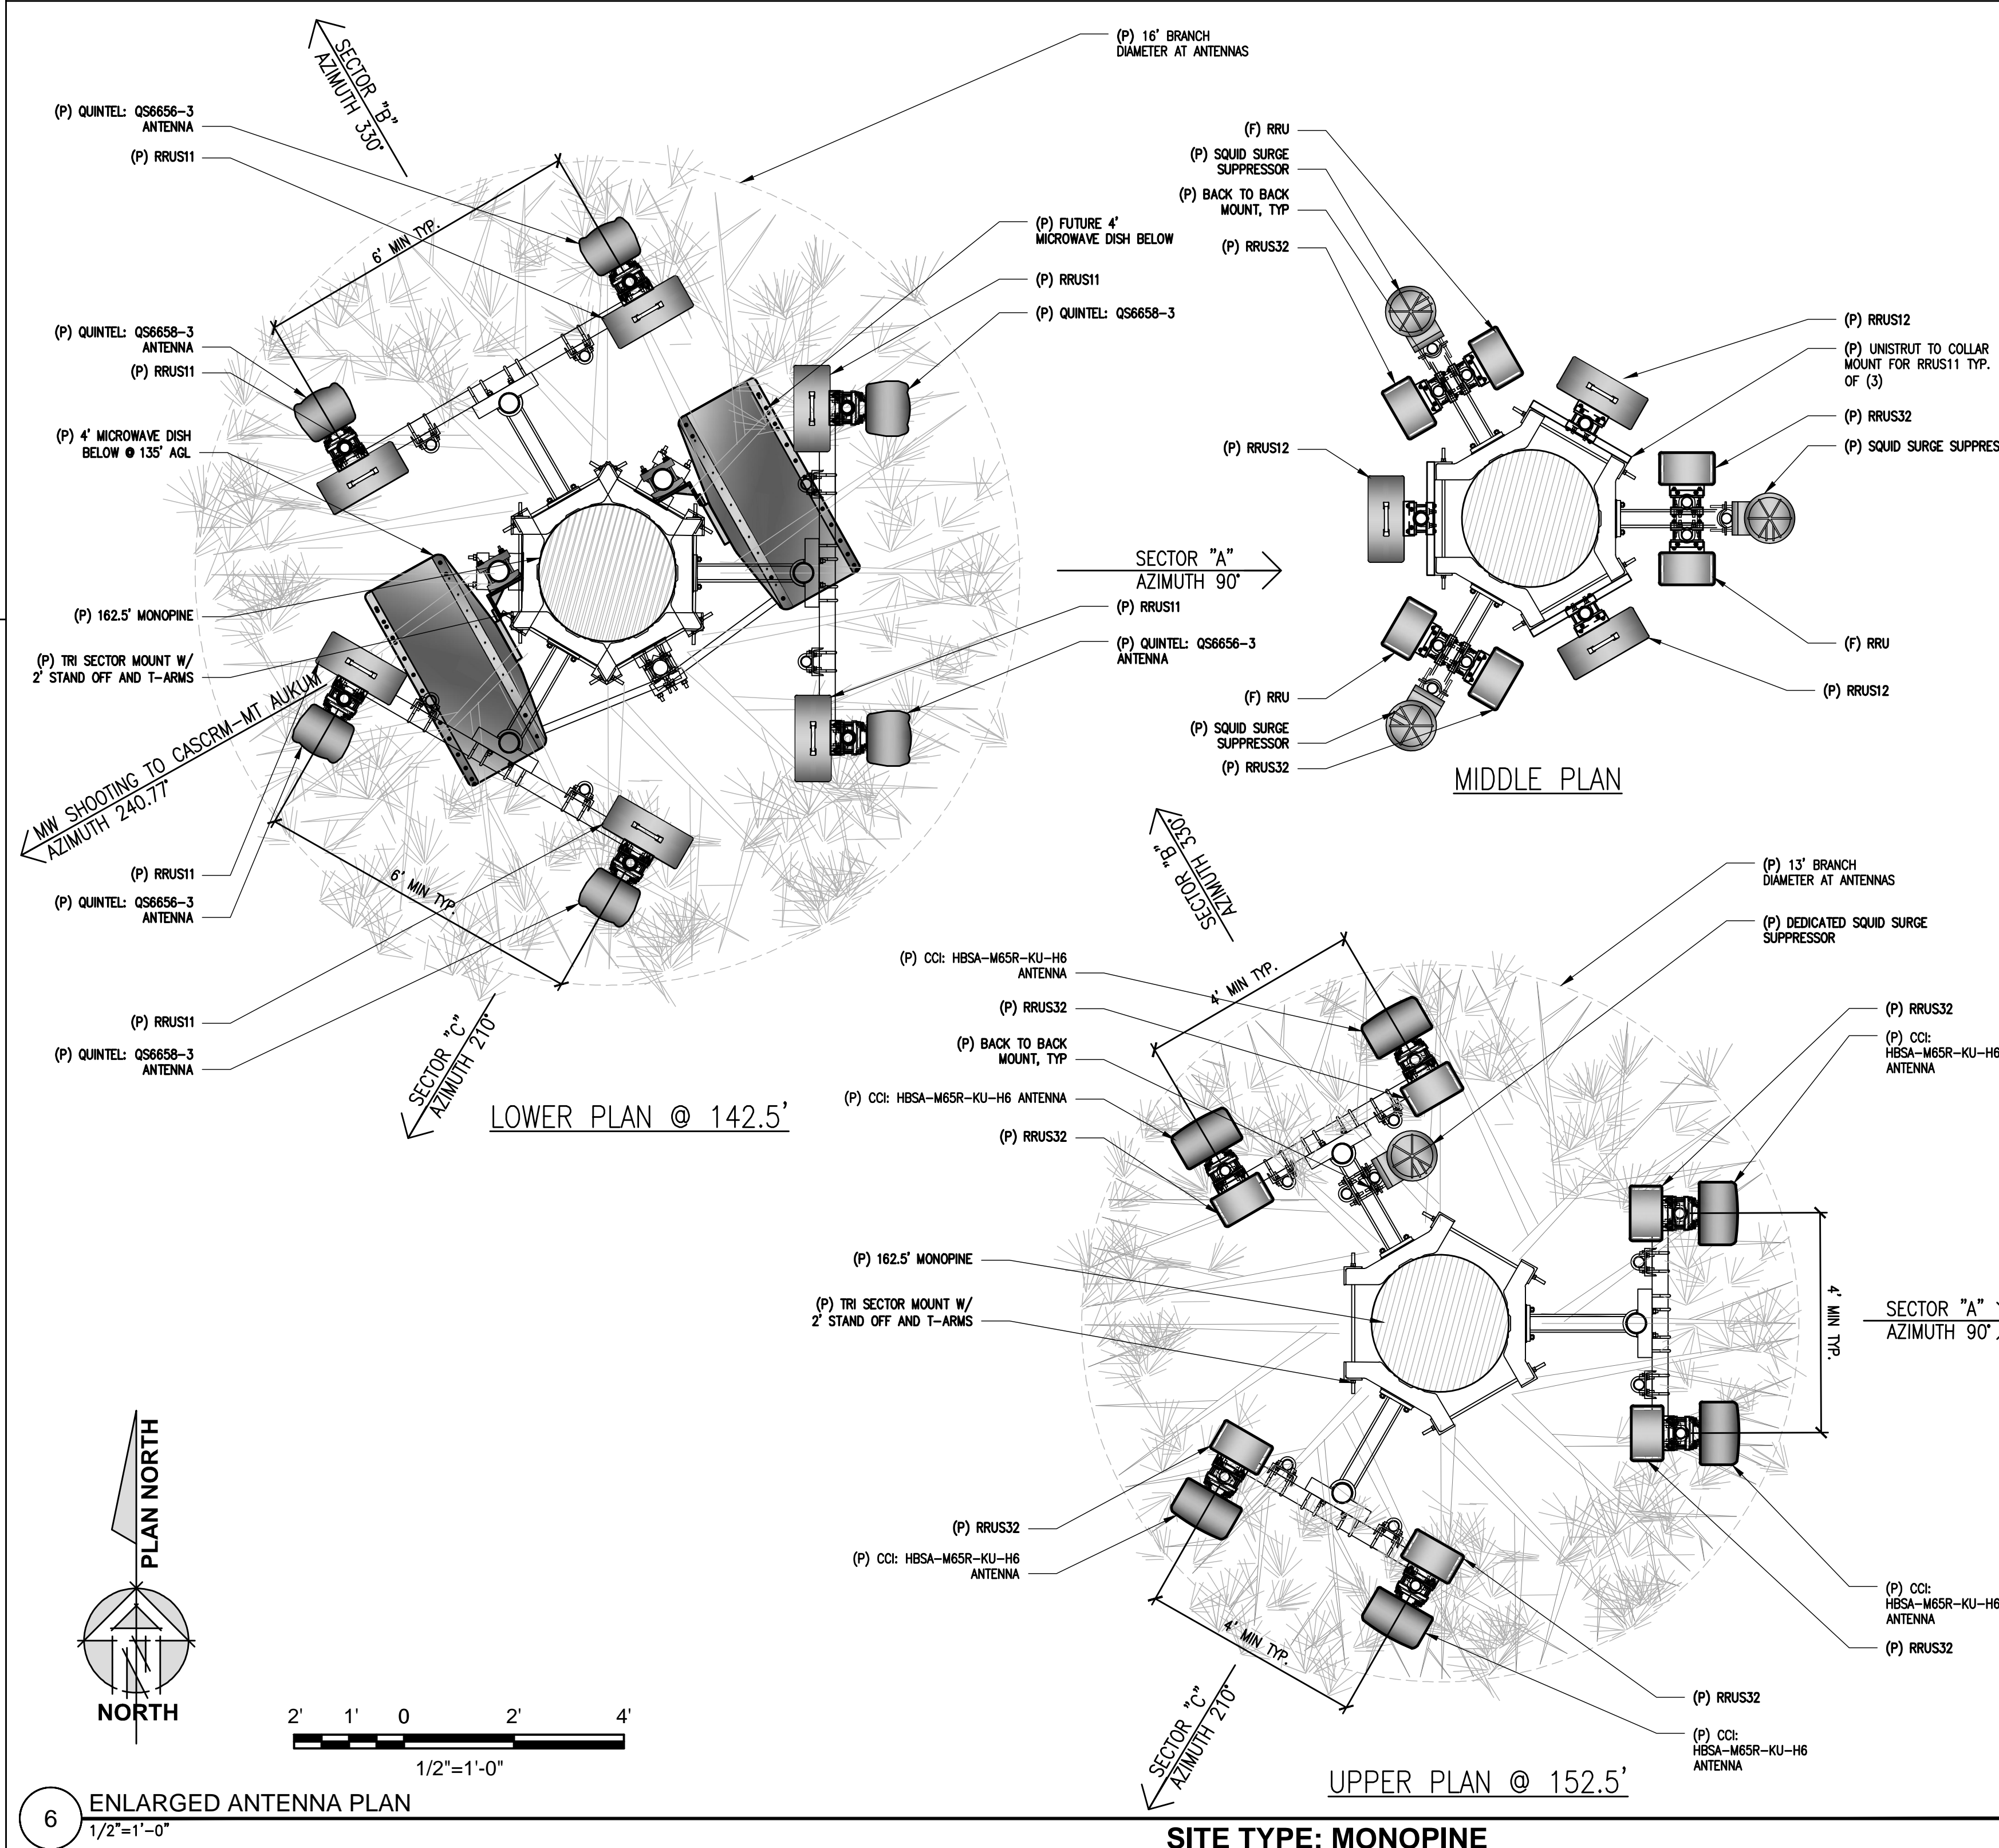 (P) 16' BRANCH
DIAMETER AT ANTENNAS
SECTOR "B"
AZIMUTH 330°
(P) QUINTEL: QS6656-3
ANTENNA
(P) RRUS11
6' MIN TYP.
(P) FUTURE 4'
MICROWAVE DISH BELOW
(P) RRUS11
(P) QUINTEL: QS6658-3
(P) QUINTEL: QS6658-3
ANTENNA
(P) RRUS11
(P) 4' MICROWAVE DISH
BELOW @ 135' AGL
SECTOR "A"
AZIMUTH 90°
(P) RRUS11
(P) QUINTEL: QS6656-3
ANTENNA
(P) 162.5' MONOPINE
(P) TRI SECTOR MOUNT W/
2' STAND OFF AND T-ARMS
MW SHOOTING TO CASCRM-MT AUKUM
AZIMUTH 240.77°
(P) RRUS11
(P) QUINTEL: QS6656-3
ANTENNA
6' MIN TYP.
(P) RRUS11
(P) QUINTEL: QS6658-3
ANTENNA
SECTOR "C"
AZIMUTH 210°
LOWER PLAN @ 142.5'
(F) RRU
(P) SQUID SURGE
SUPPRESSOR
(P) BACK TO BACK
MOUNT, TYP
(P) RRUS32
(P) RRUS12
(P) RRUS12
(P) UNISTRUT TO COLLAR
MOUNT FOR RRUS11 TYP.
OF (3)
(P) RRUS32
(P) SQUID SURGE SUPPRES
(F) RRU
(P) RRUS12
(F) RRU
(P) SQUID SURGE
SUPPRESSOR
(P) RRUS32
MIDDLE PLAN
SECTOR "B"
AZIMUTH 330°
(P) 13' BRANCH
DIAMETER AT ANTENNAS
(P) DEDICATED SQUID SURGE
SUPPRESSOR
(P) CCI: HBSA-M65R-KU-H6
ANTENNA
(P) RRUS32
(P) BACK TO BACK
MOUNT, TYP
(P) CCI: HBSA-M65R-KU-H6 ANTENNA
(P) RRUS32
4' MIN TYP.
(P) RRUS32
(P) CCI:
HBSA-M65R-KU-H6
ANTENNA
(P) 162.5' MONOPINE
(P) TRI SECTOR MOUNT W/
2' STAND OFF AND T-ARMS
4' MIN TYP.
SECTOR "A"
AZIMUTH 90°
(P) RRUS32
(P) CCI: HBSA-M65R-KU-H6
ANTENNA
4' MIN TYP.
(P) CCI:
HBSA-M65R-KU-H6
ANTENNA
(P) RRUS32
(P) RRUS32
(P) CCI:
HBSA-M65R-KU-H6
ANTENNA
SECTOR "C"
AZIMUTH 210°
UPPER PLAN @ 152.5'
PLAN NORTH
NORTH
2' 1' 0 2' 4'
1/2"=1'-0"
6
ENLARGED ANTENNA PLAN
1/2"=1'-0"
SITE TYPE: MONOPINE